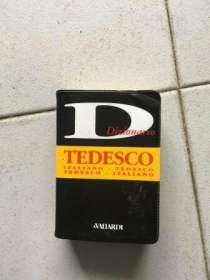 D
Dizionario
TEDESCO
ITALIANO - TEDESCO
TEDESCO - ITALIANO
A.VALLARDI